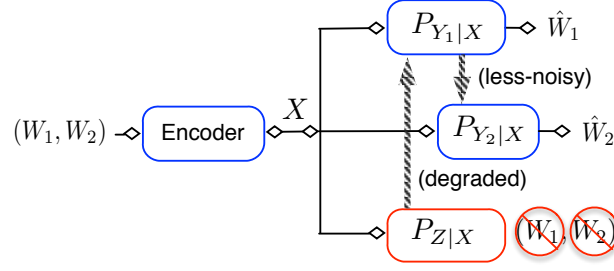 P_{Y_1|X}
Ŵ_1
(less-noisy)
X
(W_1, W_2)
Encoder
P_{Y_2|X}
Ŵ_2
(degraded)
P_{Z|X}
(W_1, W_2)